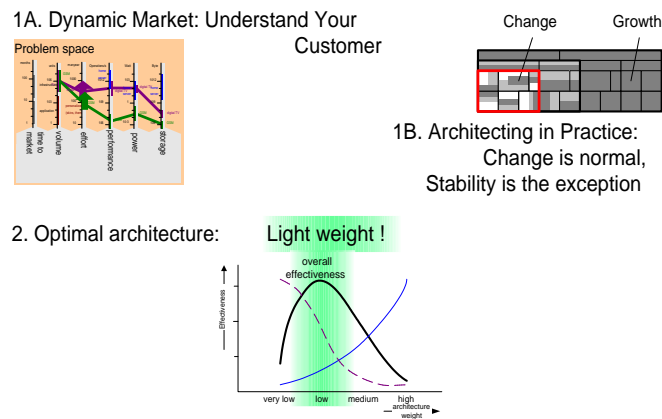 1A. Dynamic Market: Understand Your
Customer
Change
Growth
Problem space
time to
market
volume
effort
performance
power
storage
1B. Architecting in Practice:
Change is normal,
Stability is the exception
2. Optimal architecture:
Light weight !
overall
effectiveness
Effectiveness
very low
low
medium
high
architecture
weight